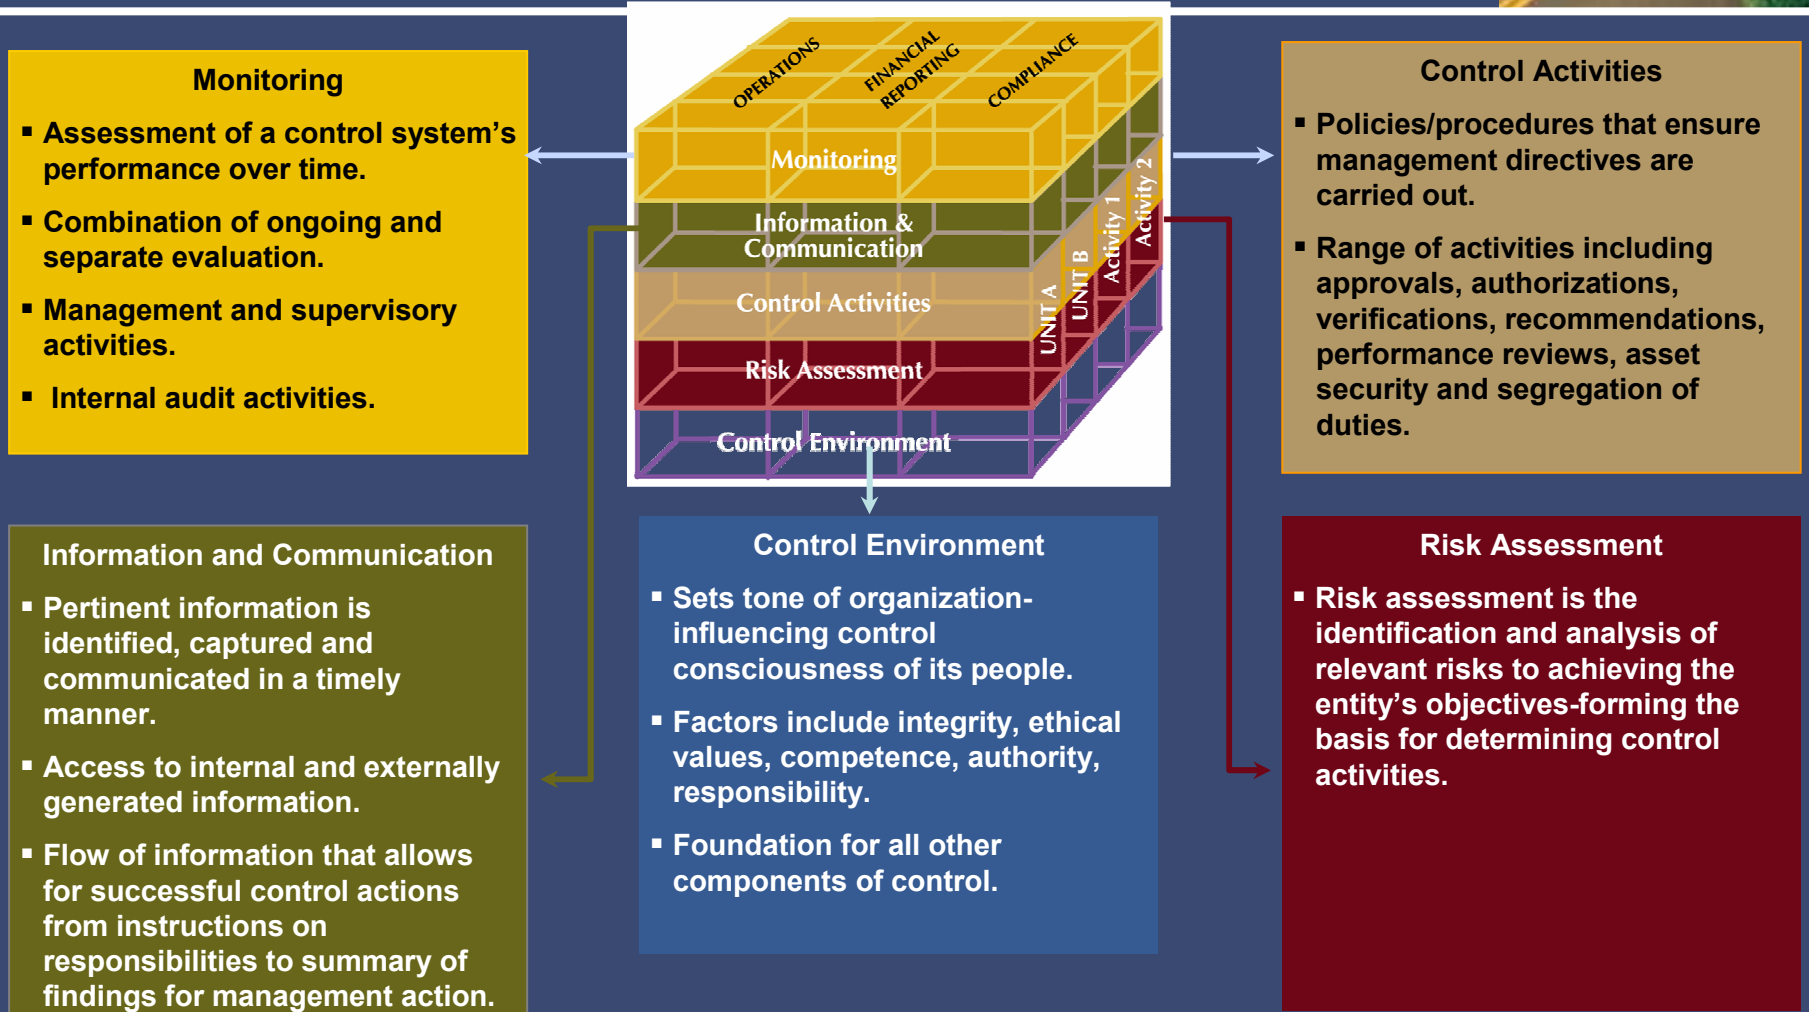 Monitoring
▪ Assessment of a control system’s
performance over time.
▪ Combination of ongoing and
separate evaluation.
▪ Management and supervisory
activities.
▪ Internal audit activities.
OPERATIONS
FINANCIAL
REPORTING
COMPLIANCE
Monitoring
Information &
Communication
Control Activities
Risk Assessment
Control Environment
UNIT A
UNIT B
Activity 1
Activity 2
Control Activities
▪ Policies/procedures that ensure
management directives are
carried out.
▪ Range of activities including
approvals, authorizations,
verifications, recommendations,
performance reviews, asset
security and segregation of
duties.
Information and Communication
▪ Pertinent information is
identified, captured and
communicated in a timely
manner.
▪ Access to internal and externally
generated information.
▪ Flow of information that allows
for successful control actions
from instructions on
responsibilities to summary of
findings for management action.
Control Environment
▪ Sets tone of organization-
influencing control
consciousness of its people.
▪ Factors include integrity, ethical
values, competence, authority,
responsibility.
▪ Foundation for all other
components of control.
Risk Assessment
▪ Risk assessment is the
identification and analysis of
relevant risks to achieving the
entity’s objectives-forming the
basis for determining control
activities.